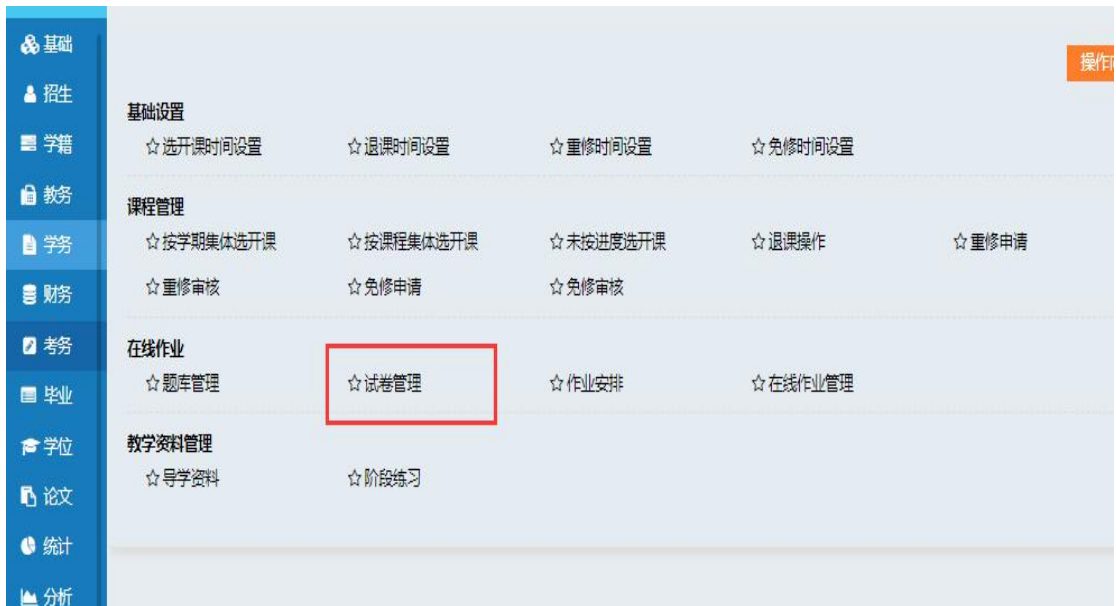 基础
招生
学籍
教务
学务
财务
考务
毕业
学位
论文
统计
分析
操作
基础设置
☆选开课时间设置 ☆退课时间设置 ☆重修时间设置 ☆免修时间设置
课程管理
☆按学期集体选开课 ☆按课程集体选开课 ☆未按进度选开课 ☆退课操作 ☆重修申请
☆重修审核 ☆免修申请 ☆免修审核
在线作业
☆题库管理 ☆试卷管理 ☆作业安排 ☆在线作业管理
教学资料管理
☆导学资料 ☆阶段练习